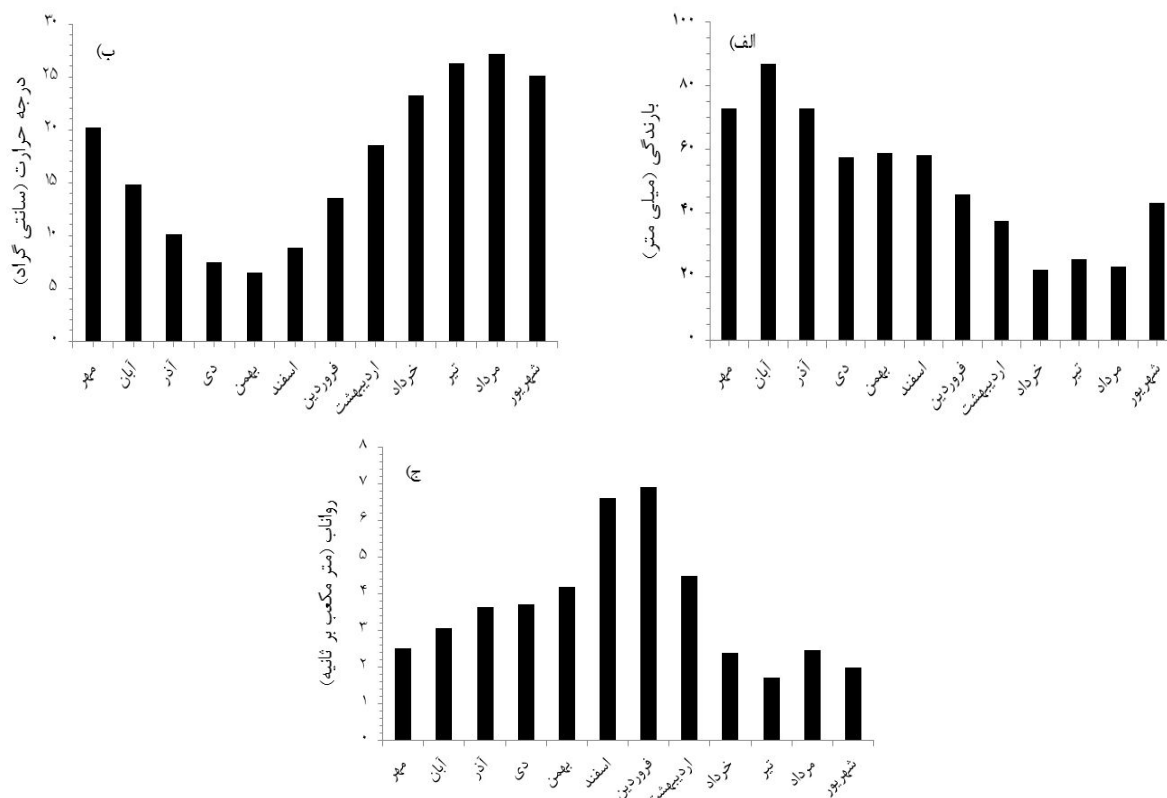 الف)
بارندگی (میلی متر)
۱۰۰
۸۰
۶۰
۴۰
۲۰
۰
مهر
آبان
آذر
دی
بهمن
اسفند
فروردین
اردیبهشت
خرداد
تیر
مرداد
شهریور
ب)
درجه حرارت (سانتی گراد)
۳۰
۲۵
۲۰
۱۵
۱۰
۵
۰
مهر
آبان
آذر
دی
بهمن
اسفند
فروردین
اردیبهشت
خرداد
تیر
مرداد
شهریور
ج)
رواناب (متر مکعب بر ثانیه)
۸
۷
۶
۵
۴
۳
۲
۱
۰
مهر
آبان
آذر
دی
بهمن
اسفند
فروردین
اردیبهشت
خرداد
تیر
مرداد
شهریور